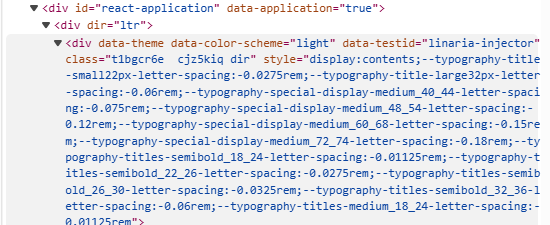 ▼<div id="react-application" data-application="true">
▼<div dir="ltr">
▼<div data-theme data-color-scheme="light" data-testid="linaria-injector"
class="t1bgcr6e  cjz5kiq dir" style="display:contents;--typography-title
-small22px-letter-spacing:-0.0275rem;--typography-title-large32px-letter
-spacing:-0.06rem;--typography-special-display-medium_40_44-letter-spaci
ng:-0.075rem;--typography-special-display-medium_48_54-letter-spacing:-
0.12rem;--typography-special-display-medium_60_68-letter-spacing:-0.15re
m;--typography-special-display-medium_72_74-letter-spacing:-0.18rem;--ty
pography-titles-semibold_18_24-letter-spacing:-0.01125rem;--typography-t
itles-semibold_22_26-letter-spacing:-0.0275rem;--typography-titles-semib
old_26_30-letter-spacing:-0.0325rem;--typography-titles-semibold_32_36-l
etter-spacing:-0.06rem;--typography-titles-medium_18_24-letter-spacing:-
0.01125rem">